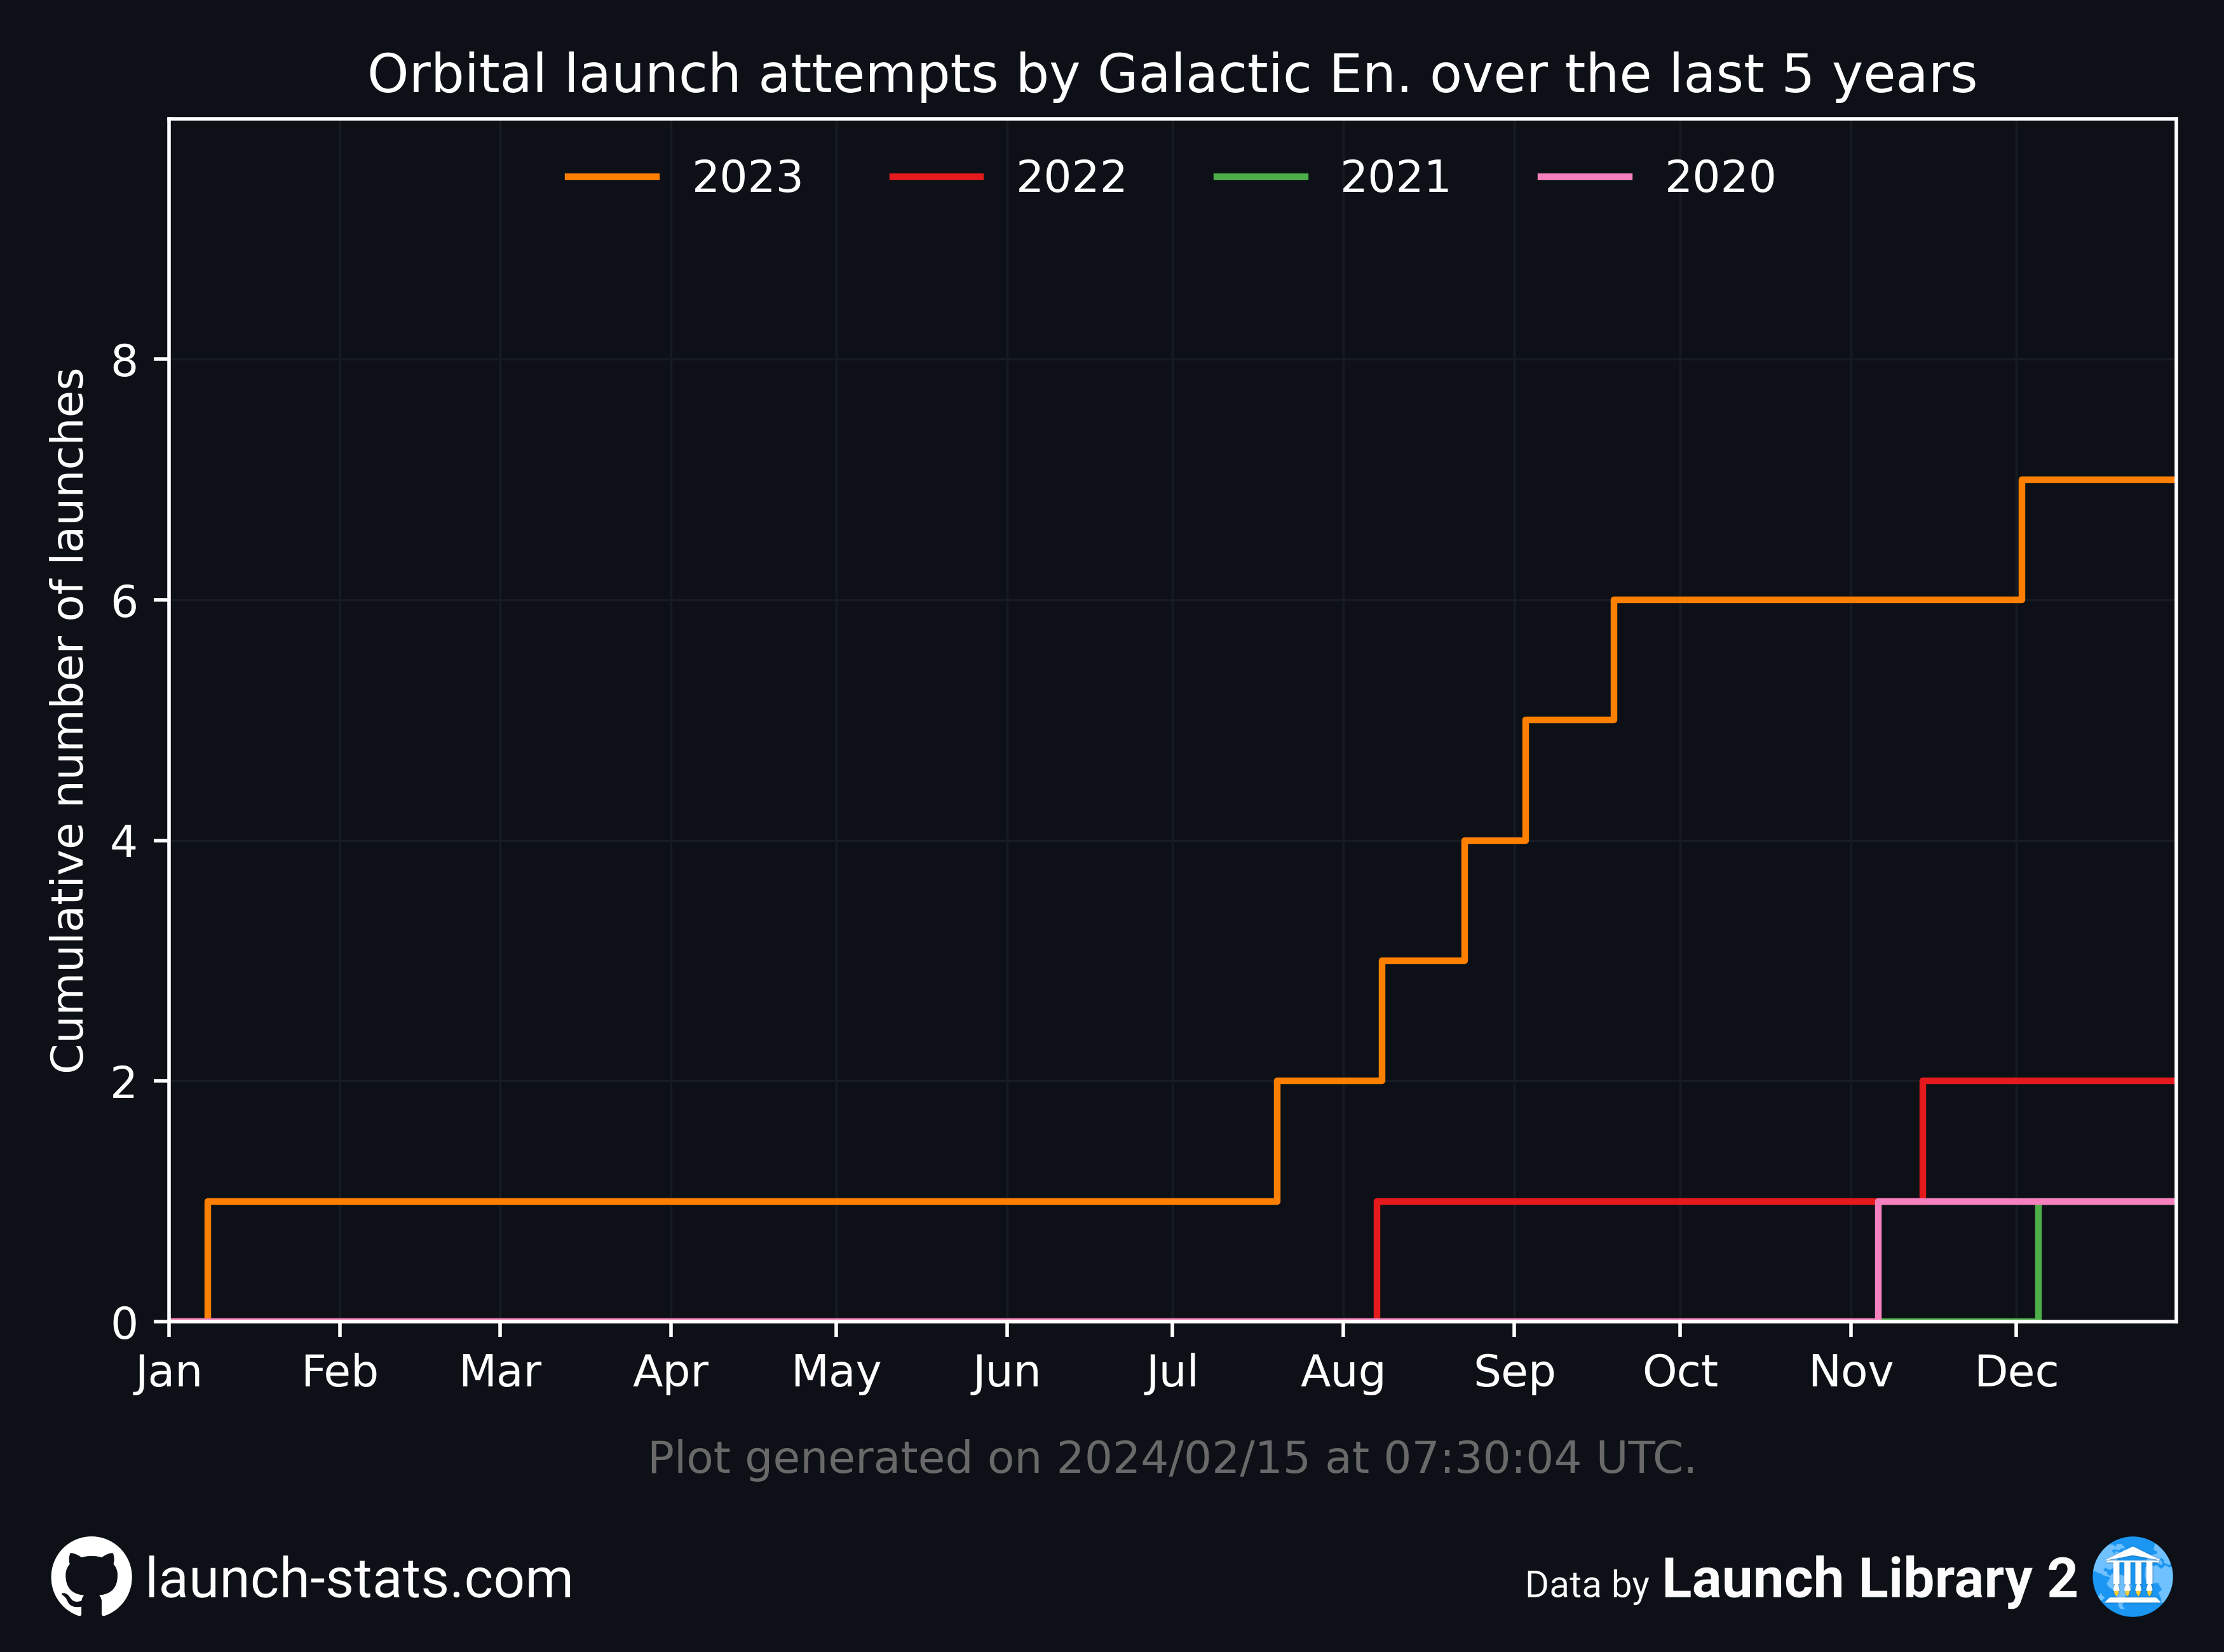 Orbital launch attempts by Galactic En. over the last 5 years
2023 2022 2021 2020
Cumulative number of launches
8
6
4
2
0
Jan Feb Mar Apr May Jun Jul Aug Sep Oct Nov Dec
Plot generated on 2024/02/15 at 07:30:04 UTC.
launch-stats.com
Data by Launch Library 2